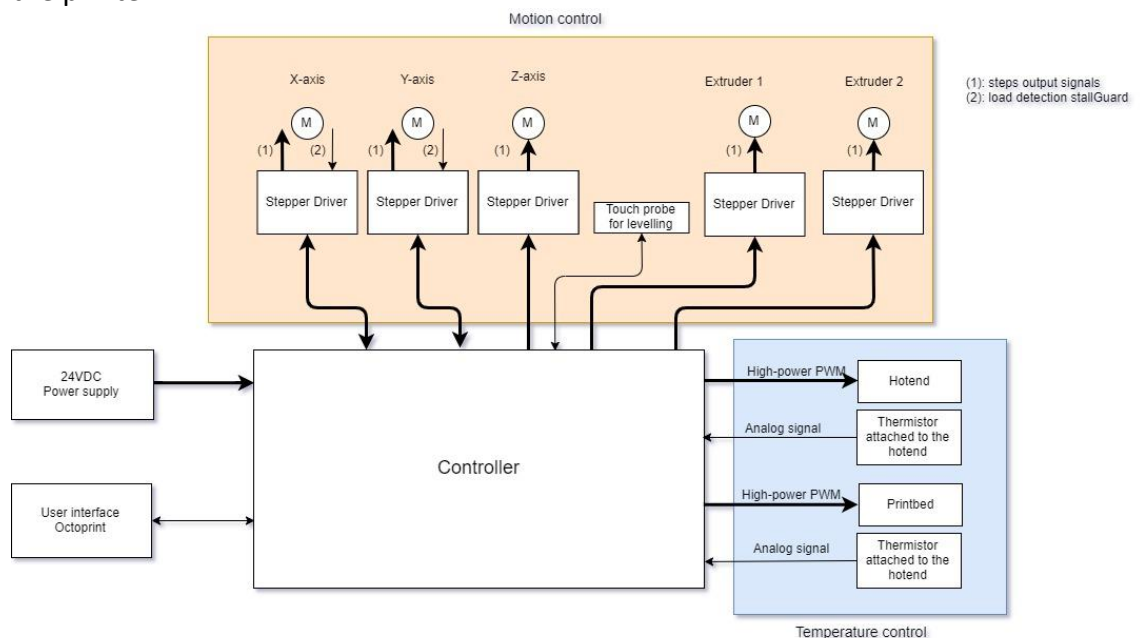 Motion control
X-axis
Y-axis
Z-axis
Extruder 1
Extruder 2
(1): steps output signals
(2): load detection stallGuard
M
M
M
M
M
(1)
(2)
(1)
(2)
(1)
(1)
(1)
Stepper Driver
Stepper Driver
Stepper Driver
Touch probe
for levelling
Stepper Driver
Stepper Driver
24VDC
Power supply
User interface
Octoprint
Controller
High-power PWM
Hotend
Analog signal
Thermistor
attached to the
hotend
High-power PWM
Printbed
Analog signal
Thermistor
attached to the
hotend
Temperature control